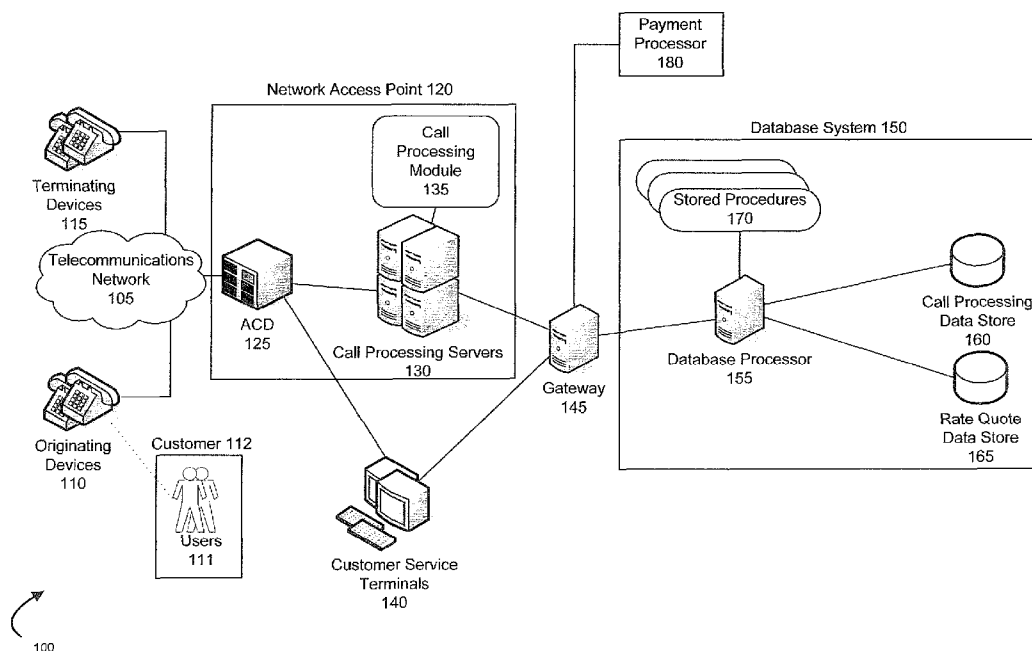 Payment
Processor
180
Network Access Point 120
Call
Processing
Module
135
Database System 150
Terminating
Devices
115
Stored Procedures
170
Telecommunications
Network
105
ACD
125
Call Processing Servers
130
Gateway
145
Database Processor
155
Call Processing
Data Store
160
Originating
Devices
110
Customer 112
Users
111
Rate Quote
Data Store
165
Customer Service
Terminals
140
100